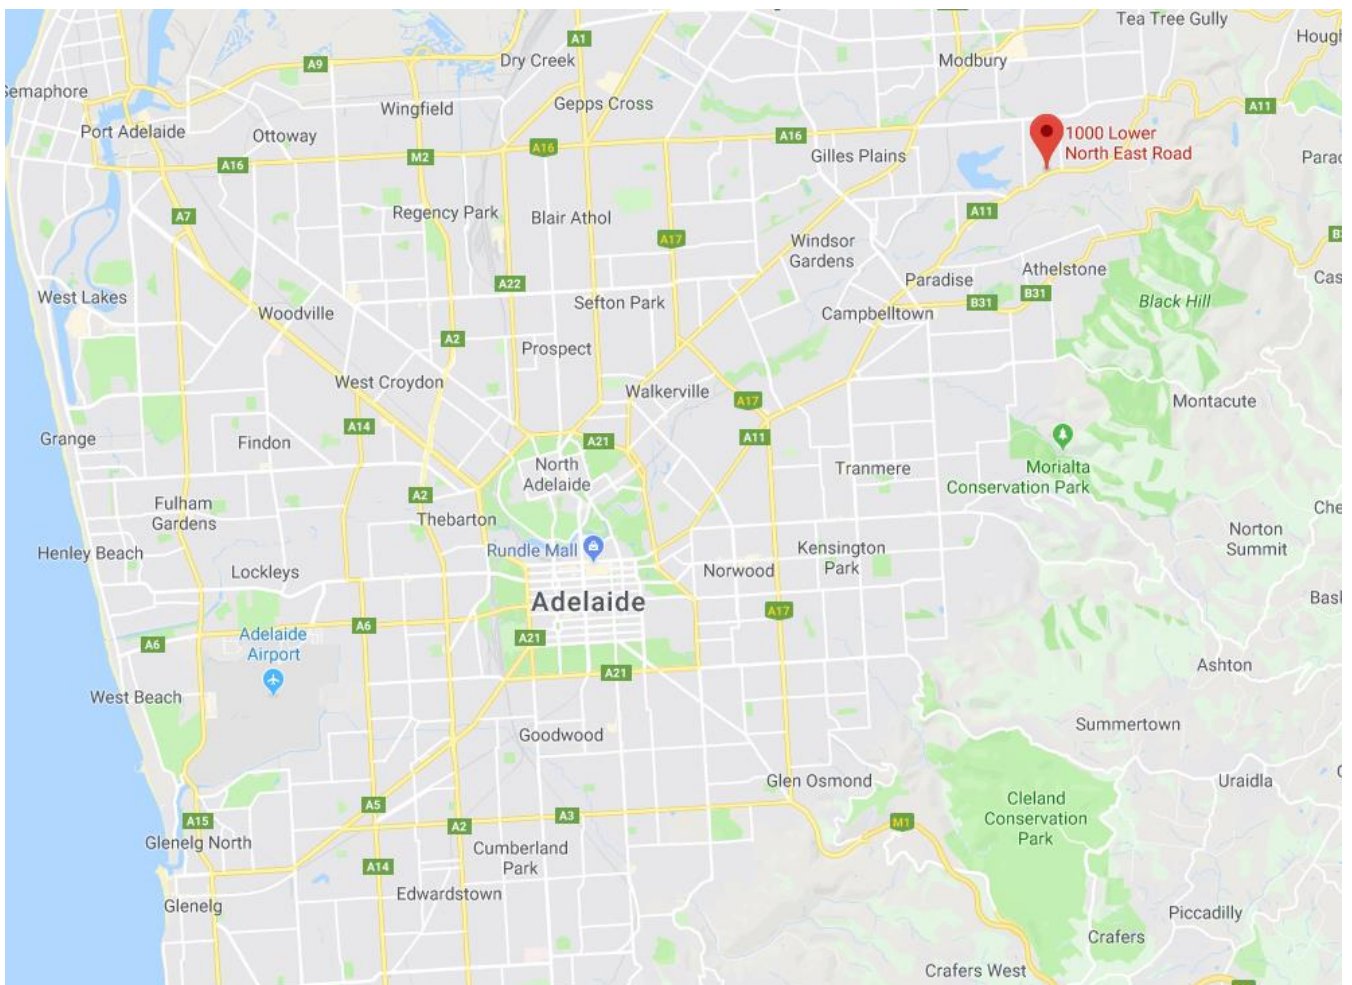 Tea Tree Gully
Hough
A1
Dry Creek
Modbury
A9
Semaphore
Wingfield
Gepps Cross
A11
Port Adelaide
Ottoway
A16
1000 Lower
North East Road
A16
M2
A16
Gilles Plains
Parac
A7
Regency Park
Blair Athol
A11
A17
Windsor
Gardens
B3
Paradise
Athelstone
Cas
West Lakes
A22
Sefton Park
B31
B31
Black Hill
Woodville
Campbelltown
A2
Prospect
West Croydon
Walkerville
A17
Montacute
A14
Grange
Findon
A21
A11
North
Adelaide
Tranmere
Morialta
Conservation Park
A2
Fulham
Gardens
Thebarton
Che
Norton
Summit
Henley Beach
Rundle Mall
Kensington
Park
Lockleys
Norwood
Adelaide
Bask
A17
A6
A6
Adelaide
Airport
A21
A21
Ashton
West Beach
Summertown
Goodwood
Glen Osmond
Uraidla
Cleland
Conservation
Park
A5
A3
A15
A2
M1
Glenelg North
Cumberland
Park
A14
Edwardstown
Glenelg
Piccadilly
Crafers
Crafers West